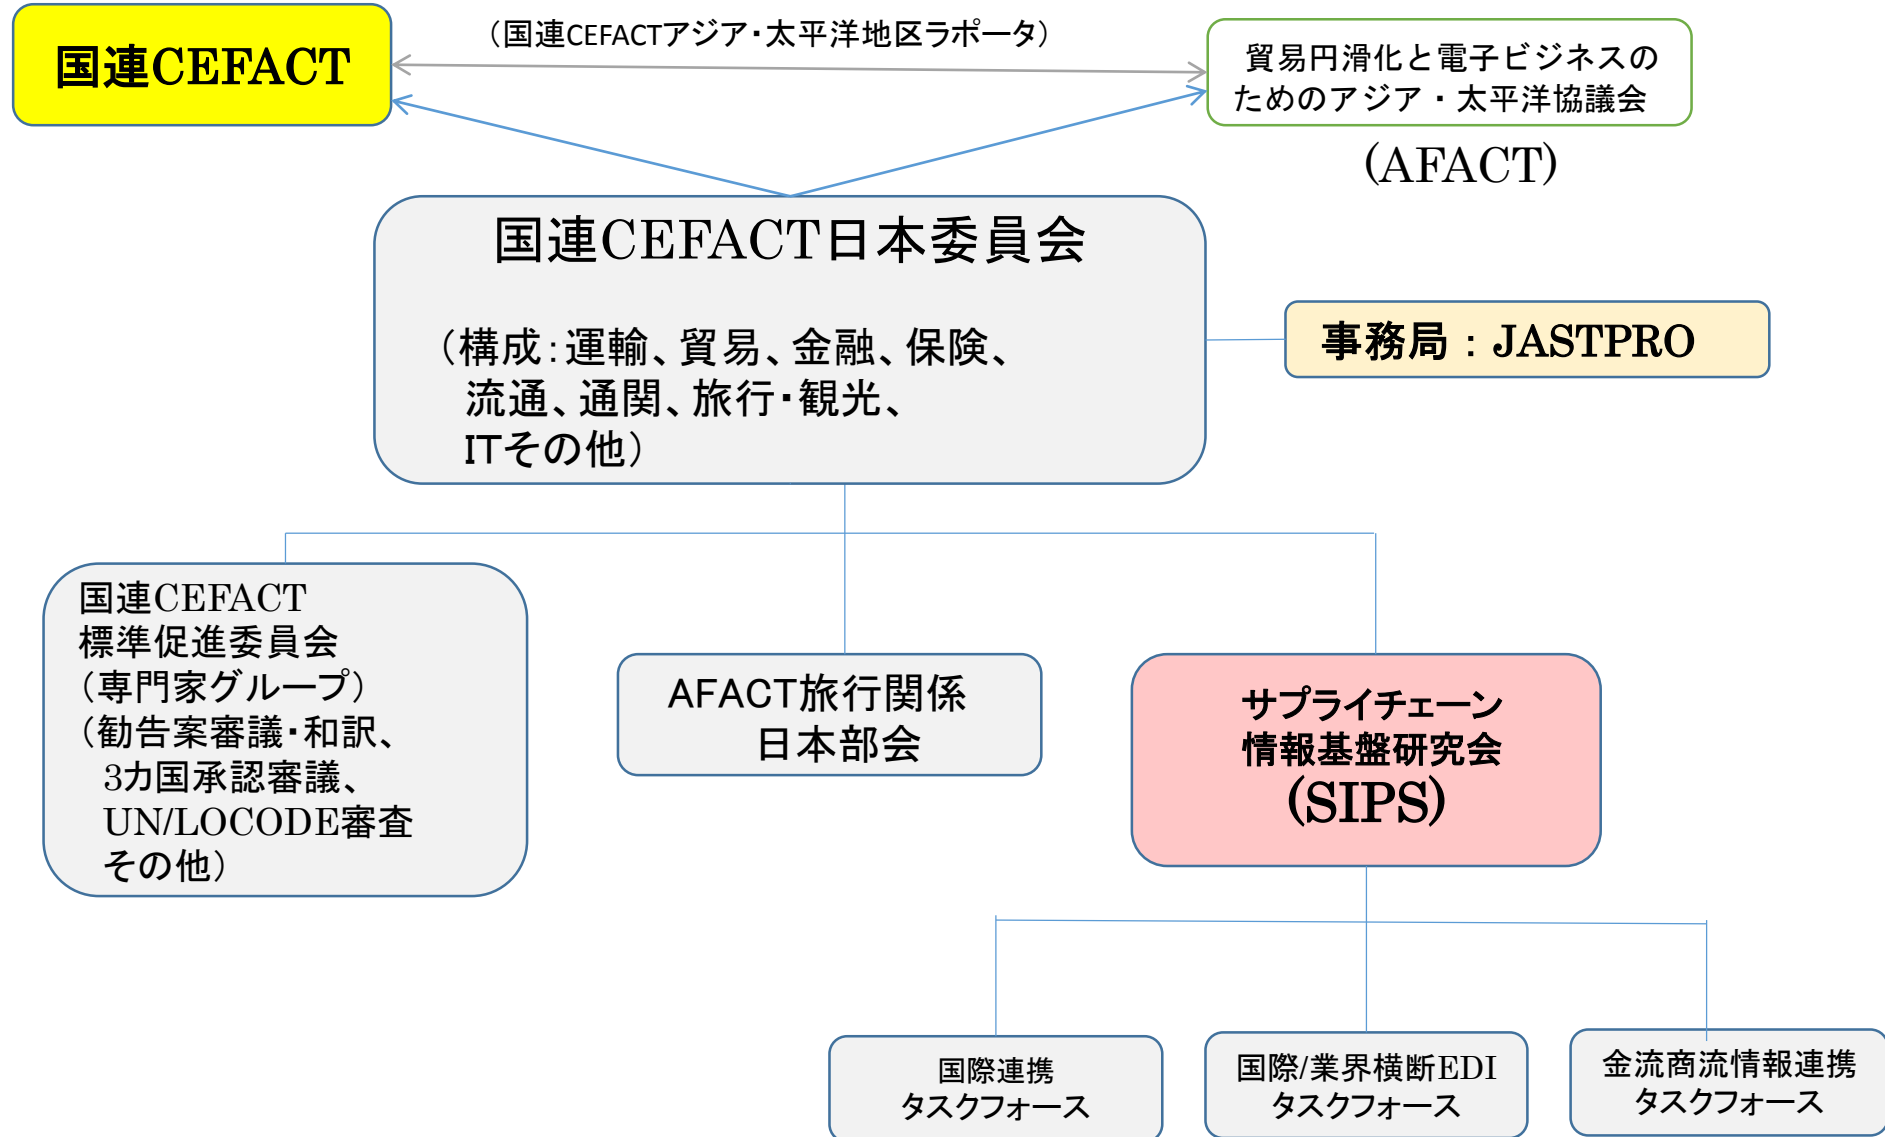 国連CEFACT
（国連CEFACTアジア・太平洋地区ラポータ）
貿易円滑化と電子ビジネスの
ためのアジア・太平洋協議会
(AFACT)
国連CEFACT日本委員会
（構成：運輸、貿易、金融、保険、
流通、通関、旅行・観光、
ITその他）
事務局：JASTPRO
国連CEFACT
標準促進委員会
（専門家グループ）
（勧告案審議・和訳、
3カ国承認審議、
UN/LOCODE審査
その他）
AFACT旅行関係
日本部会
サプライチェーン
情報基盤研究会
(SIPS)
国際連携
タスクフォース
国際/業界横断EDI
タスクフォース
金流商流情報連携
タスクフォース